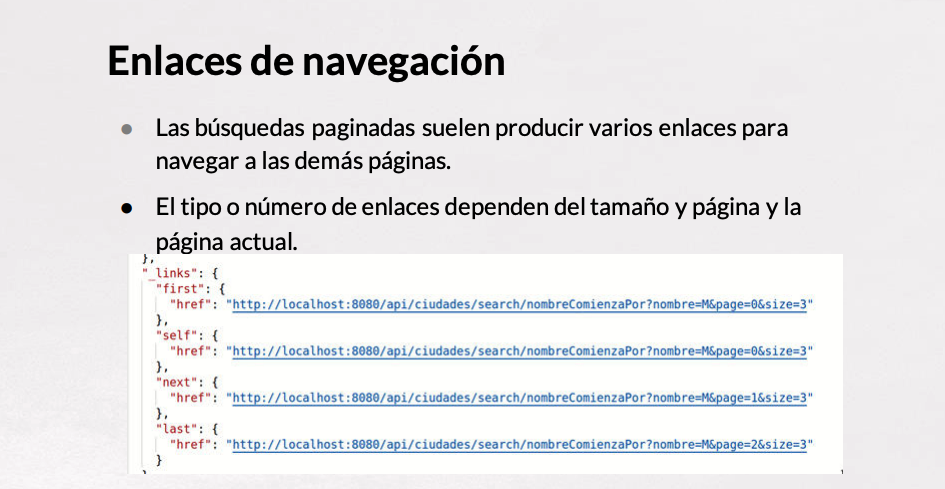 Enlaces de navegación
● Las búsquedas paginadas suelen producir varios enlaces para
navegar a las demás páginas.
● El tipo o número de enlaces dependen del tamaño y página y la
página actual.
},
"_links": {
"first": {
"href": "http://localhost:8080/api/ciudades/search/nombreComienzaPor?nombre=M&page=0&size=3"
},
"self": {
"href": "http://localhost:8080/api/ciudades/search/nombreComienzaPor?nombre=M&page=0&size=3"
},
"next": {
"href": "http://localhost:8080/api/ciudades/search/nombreComienzaPor?nombre=M&page=1&size=3"
},
"last": {
"href": "http://localhost:8080/api/ciudades/search/nombreComienzaPor?nombre=M&page=2&size=3"
}